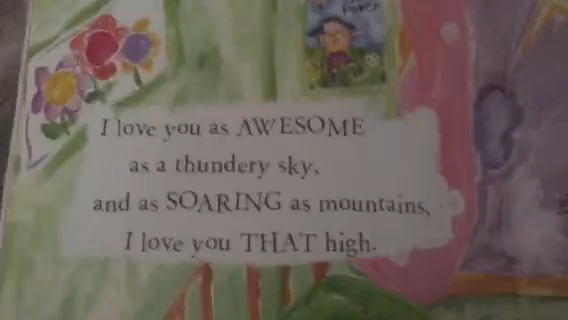 I love you as AWESOME
as a thundery sky,
and as SOARING as mountains,
I love you THAT high.